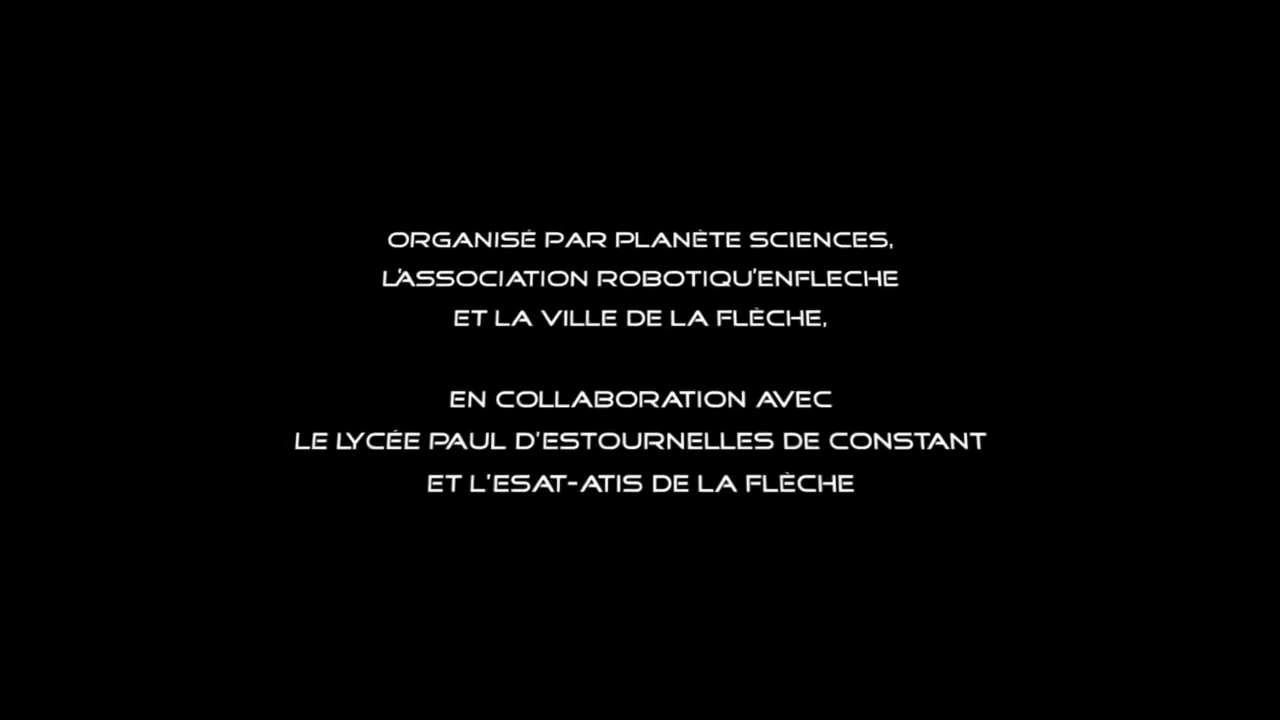 ORGANISÉ PAR PLANÈTE SCIENCES,
L'ASSOCIATION ROBOTIQU'ENFLECHE
ET LA VILLE DE LA FLÈCHE,
EN COLLABORATION AVEC
LE LYCÉE PAUL D'ESTOURNELLES DE CONSTANT
ET L'ESAT-ATIS DE LA FLÈCHE